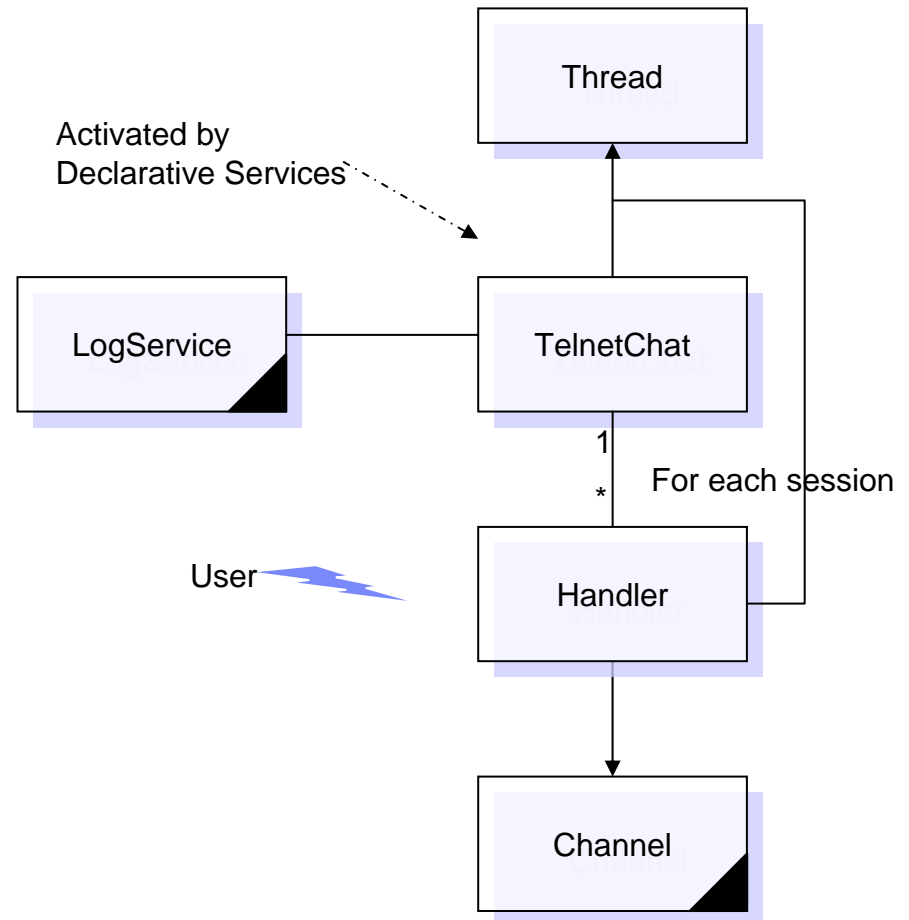 Thread
Activated by
Declarative Services
LogService
TelnetChat
1
*
For each session
User
Handler
Channel